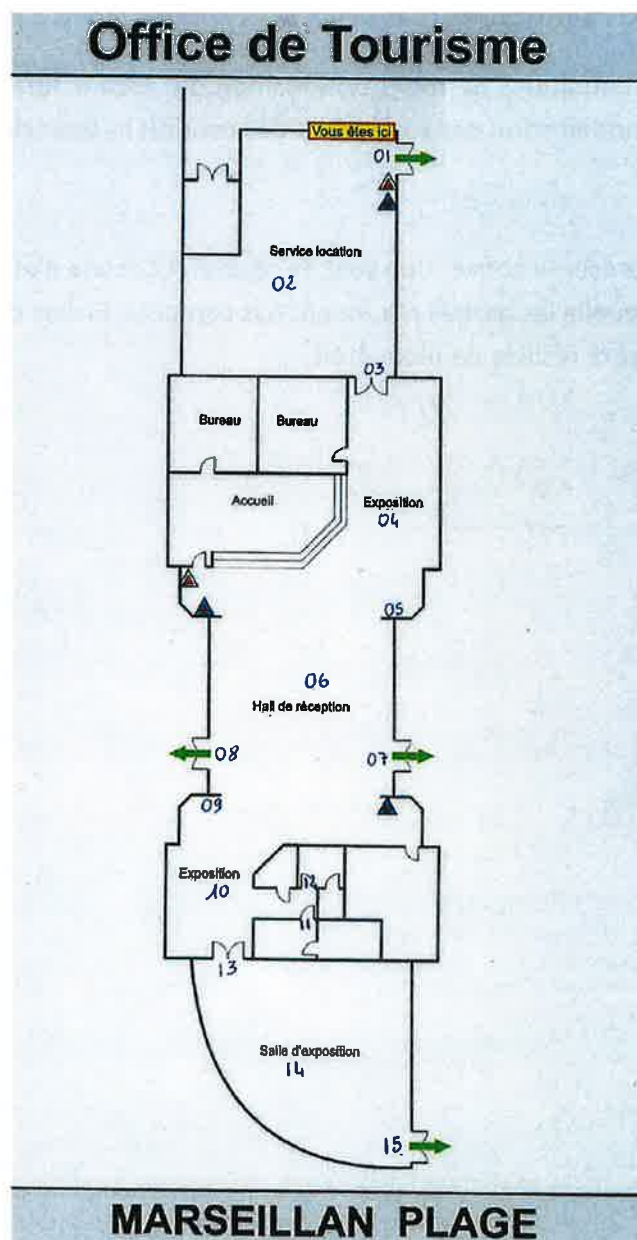 Office de Tourisme
Vous êtes ici
01
Service location
02
03
Bureau Bureau
Accueil
Exposition
04
05
06
Hall de réception
08
07
09
Exposition
10
12
11
13
Salle d'exposition
14
15
MARSEILLAN PLAGE